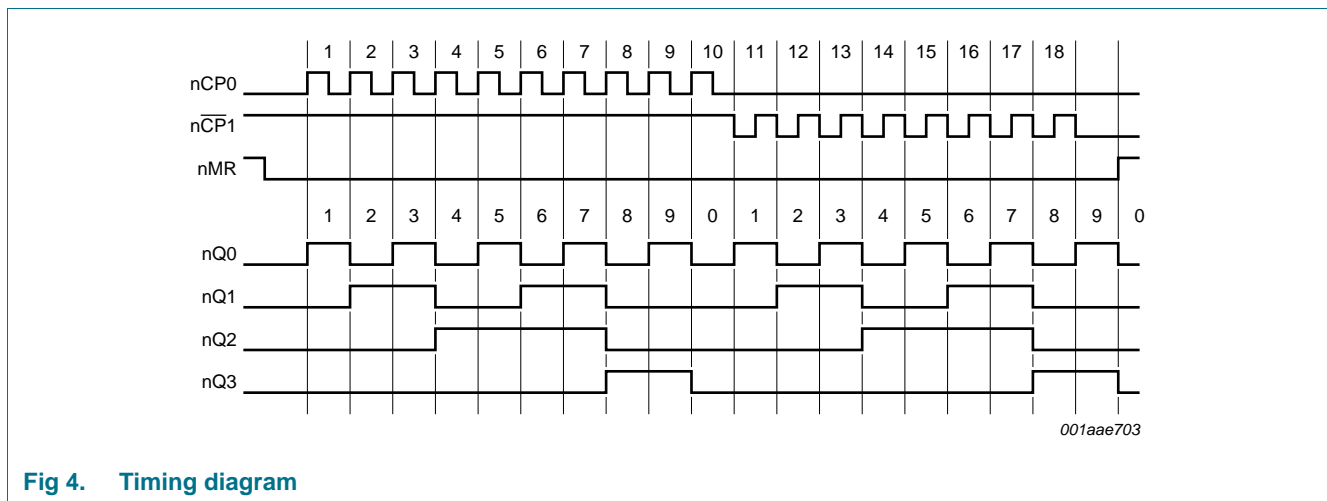 1 2 3 4 5 6 7 8 9 10 11 12 13 14 15 16 17 18
nCP0
nC̅P̅1
nMR
1 2 3 4 5 6 7 8 9 0 1 2 3 4 5 6 7 8 9 0
nQ0
nQ1
nQ2
nQ3
001aae703
Fig 4. Timing diagram